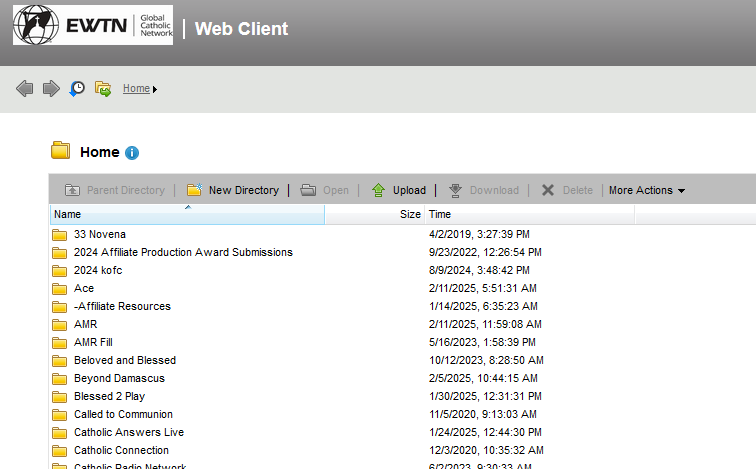 EWTN Global Catholic Network | Web Client
Home
Home
Parent Directory | New Directory | Open | Upload | Download | Delete | More Actions
Name Size Time
33 Novena 4/2/2019, 3:27:39 PM
2024 Affiliate Production Award Submissions 9/23/2022, 12:26:54 PM
2024 kofc 8/9/2024, 3:48:42 PM
Ace 2/11/2025, 5:51:31 AM
-Affiliate Resources 1/14/2025, 6:35:23 AM
AMR 2/11/2025, 11:59:08 AM
AMR Fill 5/16/2023, 1:58:39 PM
Beloved and Blessed 10/12/2023, 8:28:50 AM
Beyond Damascus 2/5/2025, 10:44:15 AM
Blessed 2 Play 1/30/2025, 12:31:31 PM
Called to Communion 11/5/2020, 9:13:03 AM
Catholic Answers Live 1/24/2025, 12:44:30 PM
Catholic Connection 12/3/2020, 10:35:32 AM
Catholic Radio Network 6/2/2023, 9:30:33 AM